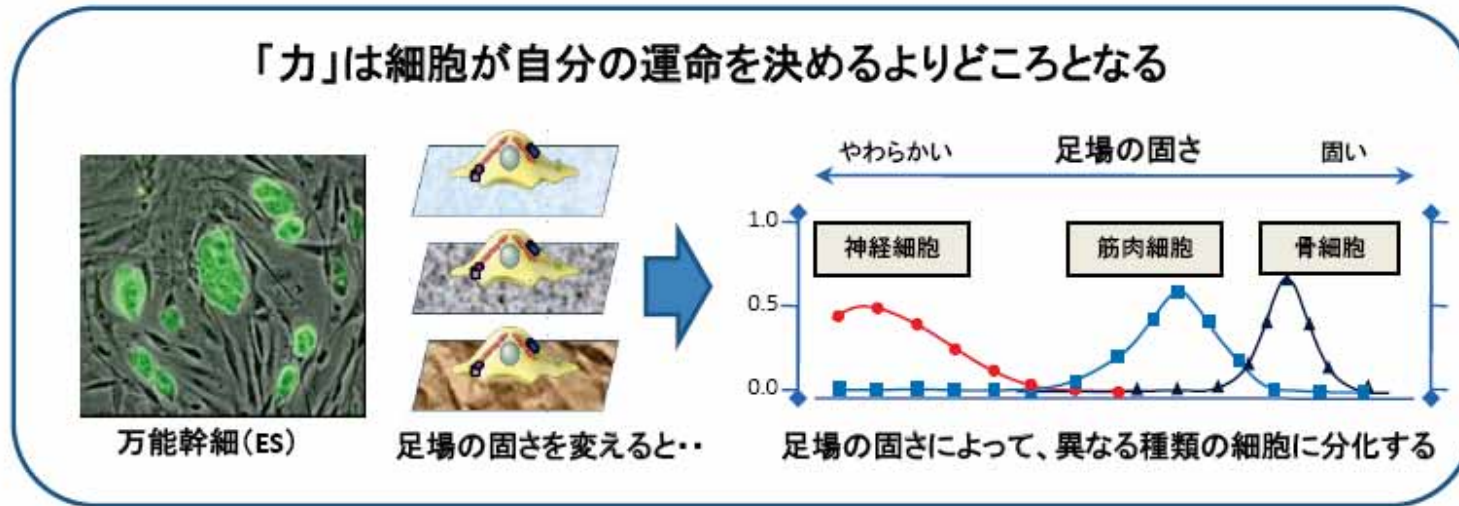 「力」は細胞が自分の運命を決めるよりどころとなる
やわらかい 足場の固さ 固い
1.0
神経細胞 筋肉細胞 骨細胞
0.5
0.0
万能幹細(ES) 足場の固さを変えると・・ 足場の固さによって、異なる種類の細胞に分化する